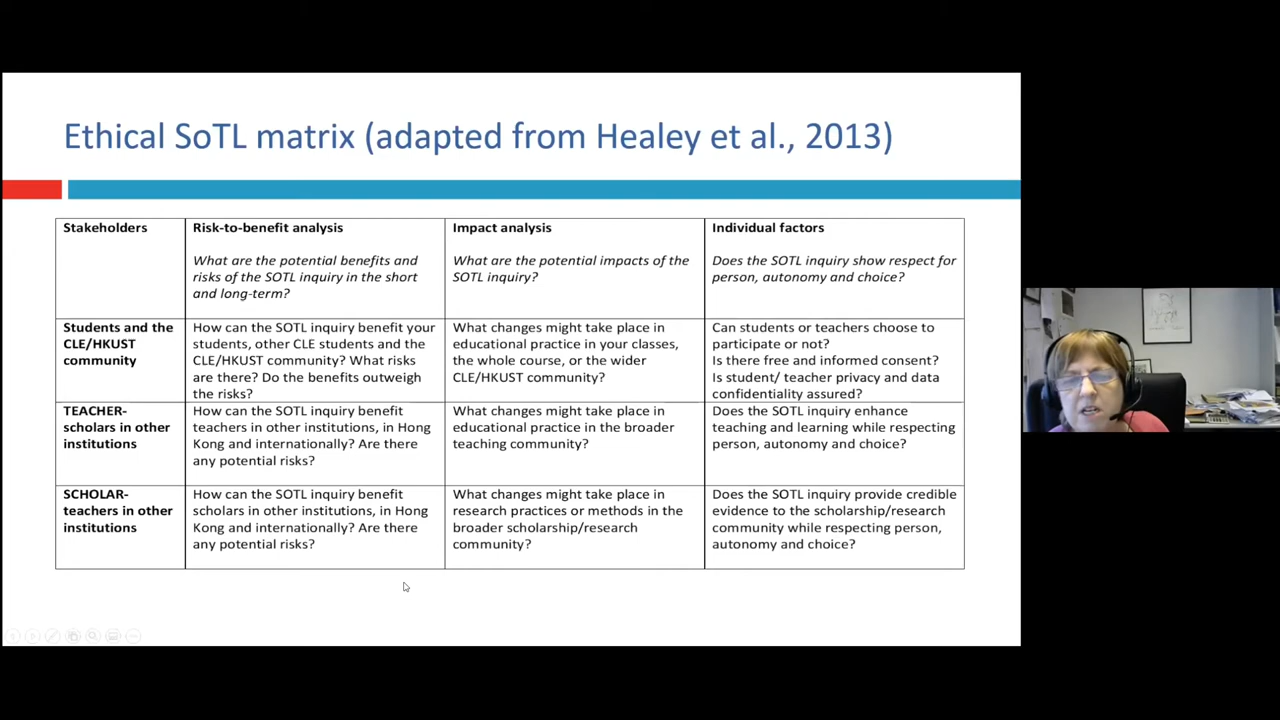 Ethical SoTL matrix (adapted from Healey et al., 2013)
Stakeholders
Risk-to-benefit analysis
What are the potential benefits and
risks of the SOTL inquiry in the short
and long-term?
Impact analysis
What are the potential impacts of the
SOTL inquiry?
Individual factors
Does the SOTL inquiry show respect for
person, autonomy and choice?
Students and the
CLE/HKUST
community
How can the SOTL inquiry benefit your
students, other CLE students and the
CLE/HKUST community? What risks
are there? Do the benefits outweigh
the risks?
What changes might take place in
educational practice in your classes,
the whole course, or the wider
CLE/HKUST community?
Can students or teachers choose to
participate or not?
Is there free and informed consent?
Is student/ teacher privacy and data
confidentiality assured?
TEACHER-
scholars in other
institutions
How can the SOTL inquiry benefit
teachers in other institutions, in Hong
Kong and internationally? Are there
any potential risks?
What changes might take place in
educational practice in the broader
teaching community?
Does the SOTL inquiry enhance
teaching and learning while respecting
person, autonomy and choice?
SCHOLAR-
teachers in other
institutions
How can the SOTL inquiry benefit
scholars in other institutions, in Hong
Kong and internationally? Are there
any potential risks?
What changes might take place in
research practices or methods in the
broader scholarship/research
community?
Does the SOTL inquiry provide credible
evidence to the scholarship/research
community while respecting person,
autonomy and choice?